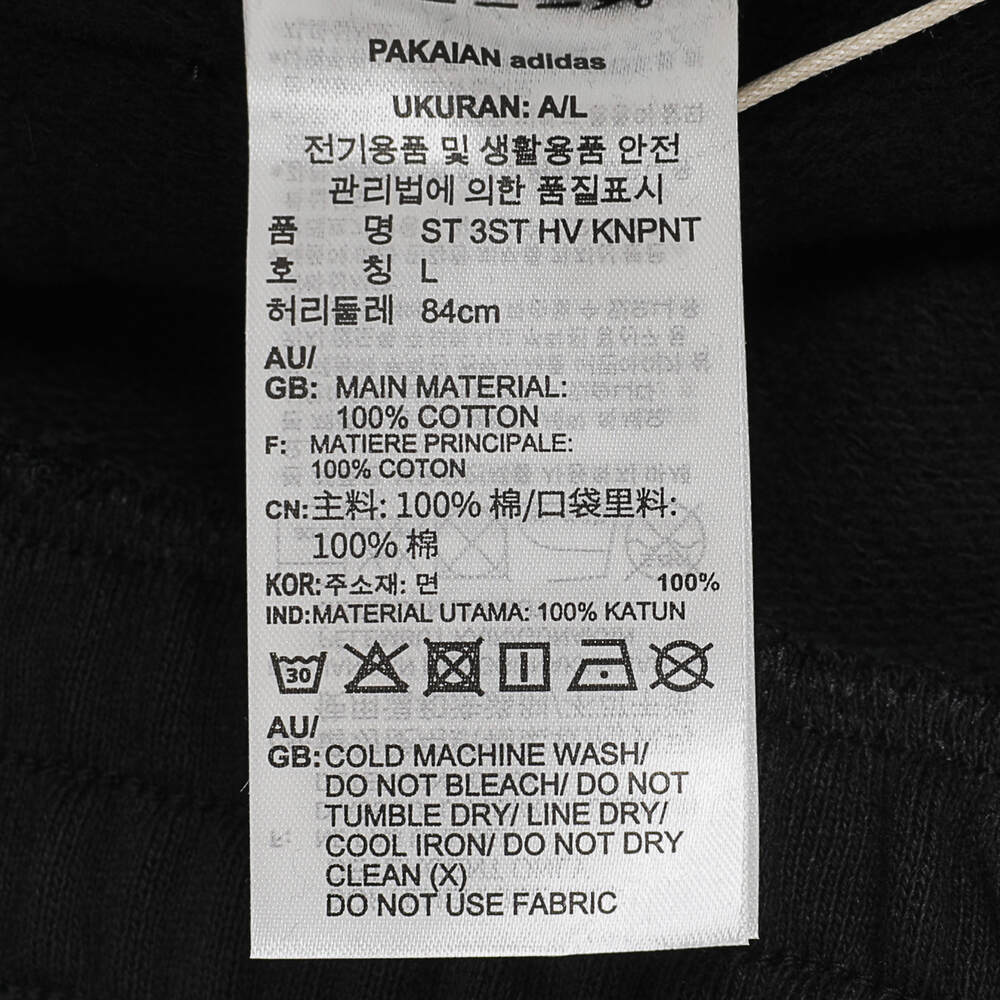 PAKAIAN adidas
UKURAN: A/L
전기용품 및 생활용품 안전
관리법에 의한 품질표시
품 명 ST 3ST HV KNPNT
호 칭 L
허리둘레 84cm
AU/
GB: MAIN MATERIAL:
100% COTTON
F: MATIERE PRINCIPALE:
100% COTON
CN: 主料: 100% 棉/口袋里料:
100% 棉
KOR: 주소재: 면 100%
IND: MATERIAL UTAMA: 100% KATUN
30
AU/
GB: COLD MACHINE WASH/
DO NOT BLEACH/ DO NOT
TUMBLE DRY/ LINE DRY/
COOL IRON/ DO NOT DRY
CLEAN (X)
DO NOT USE FABRIC